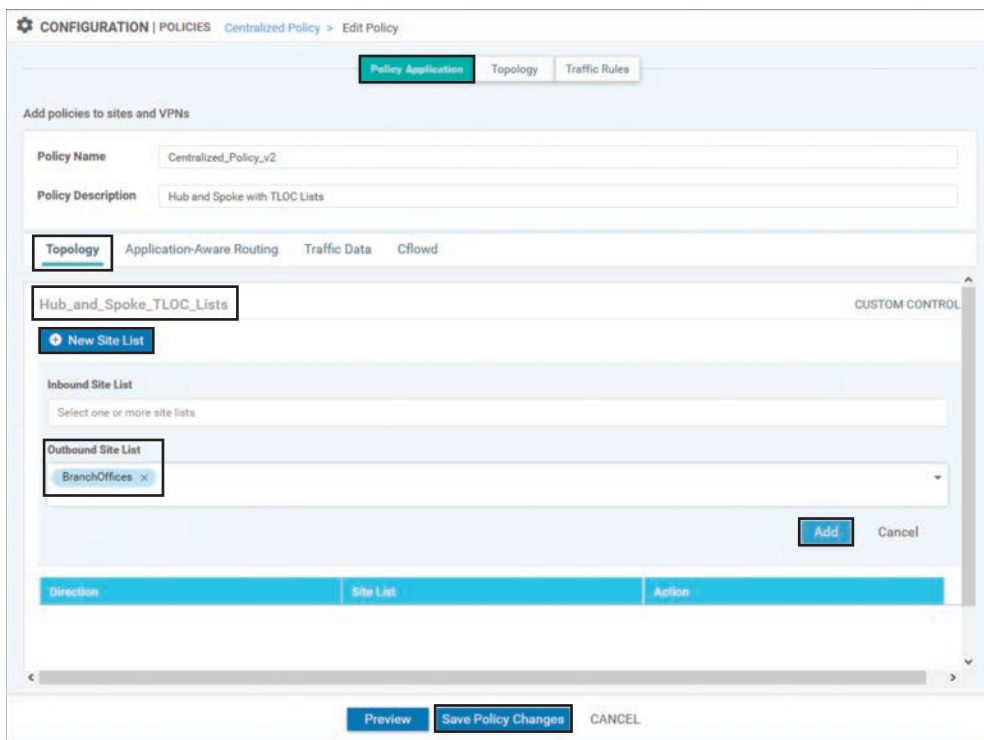 CONFIGURATION | POLICIES Centralized Policy > Edit Policy
Policy Application Topology Traffic Rules
Add policies to sites and VPNs
Policy Name Centralized_Policy_v2
Policy Description Hub and Spoke with TLOC Lists
Topology Application-Aware Routing Traffic Data Cflowd
Hub_and_Spoke_TLOC_Lists CUSTOM CONTROL
New Site List
Inbound Site List
Select one or more site lists
Outbound Site List
BranchOffices ×
Add Cancel
Direction Site List Action
Preview Save Policy Changes CANCEL